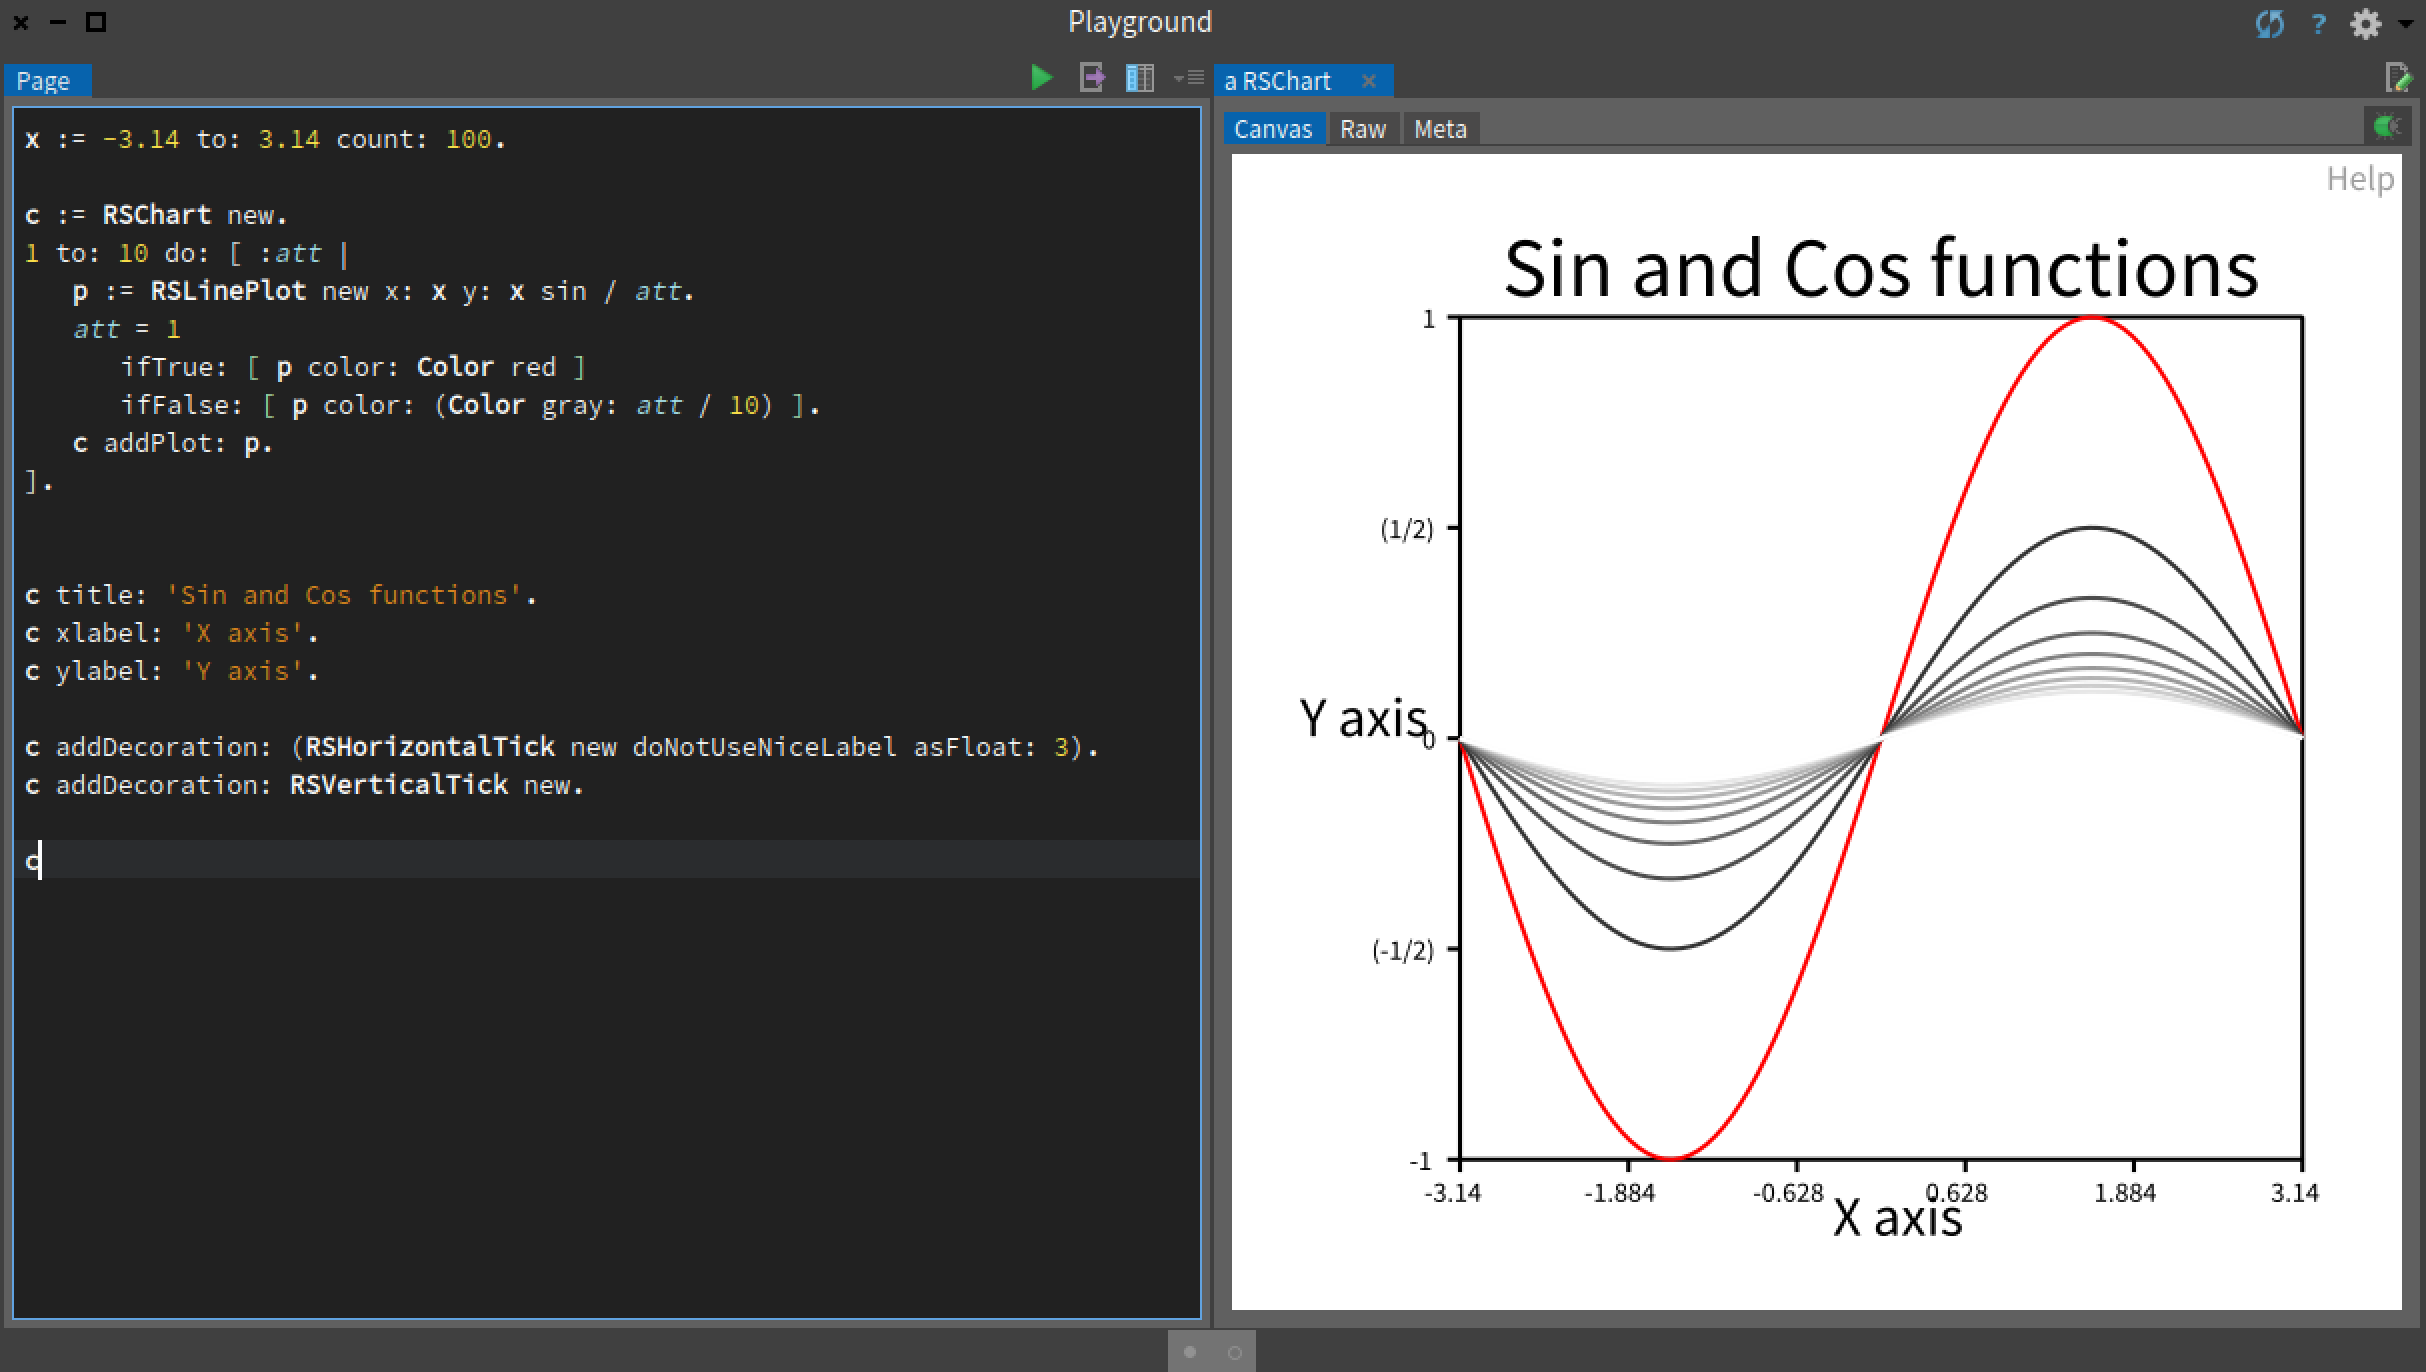 Playground
?
Page
a RSChart
x := -3.14 to: 3.14 count: 100.
c := RSChart new.
1 to: 10 do: [ :att |
p := RSLinePlot new x: x y: x sin / att.
att = 1
ifTrue: [ p color: Color red ]
ifFalse: [ p color: (Color gray: att / 10) ].
c addPlot: p.
].
c title: 'Sin and Cos functions'.
c xlabel: 'X axis'.
c ylabel: 'Y axis'.
c addDecoration: (RSHorizontalTick new doNotUseNiceLabel asFloat: 3).
c addDecoration: RSVerticalTick new.
c
Canvas Raw Meta
Help
Sin and Cos functions
1
(1/2)
Y axis
0
(-1/2)
-1
-3.14 -1.884 -0.628 0.628 1.884 3.14
X axis